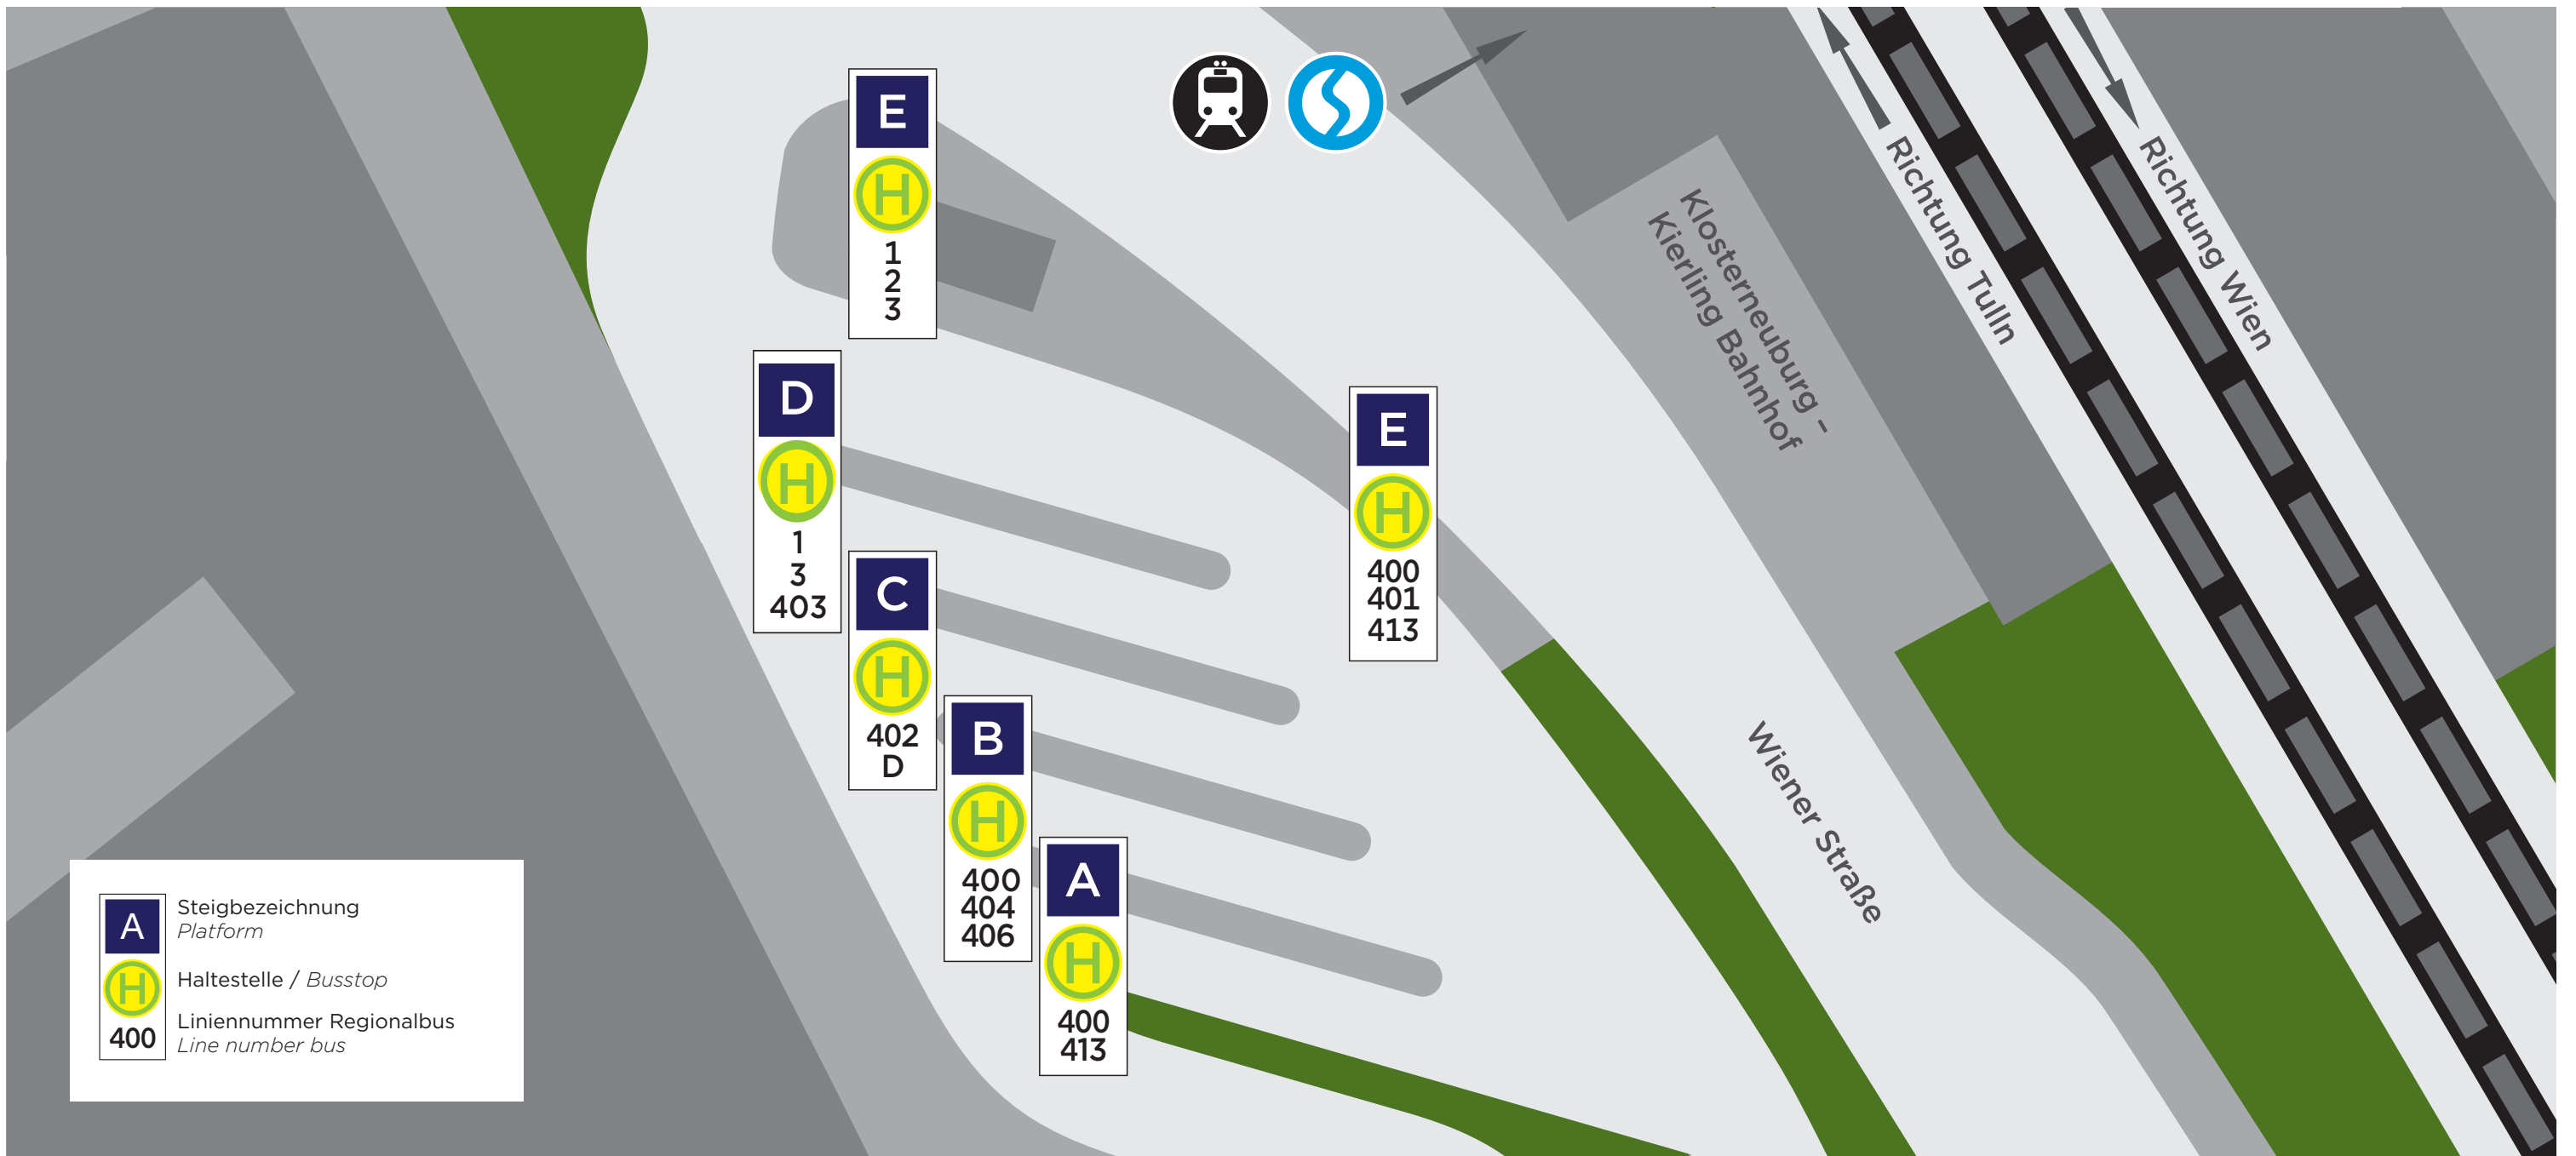 E
H
1
2
3
D
H
1
3
403
C
H
402
D
B
H
400
404
406
A
H
400
413
E
H
400
401
413
Klosterneuburg -
Kierling Bahnhof
Richtung Tulln
Richtung Wien
Wiener Straße
A
Steigbezeichnung
Platform
H
Haltestelle / Busstop
400
Liniennummer Regionalbus
Line number bus